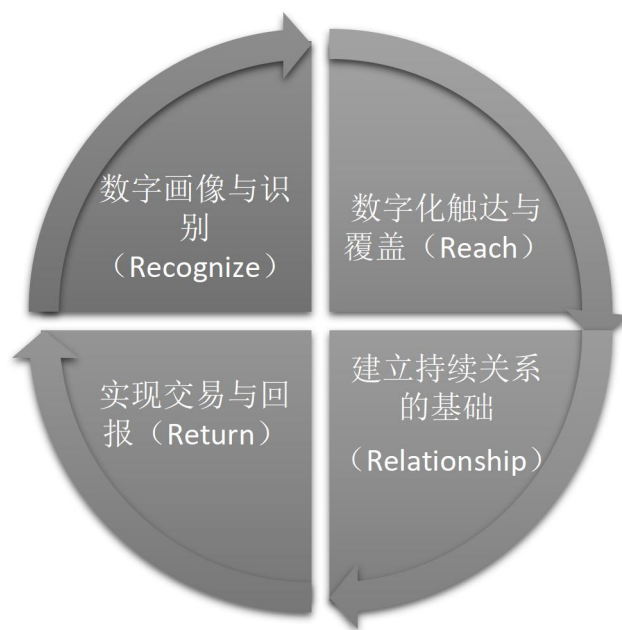 数字画像与识
别
（Recognize）
数字化触达与
覆盖（Reach）
建立持续关系
的基础
（Relationship）
实现交易与回
报（Return）